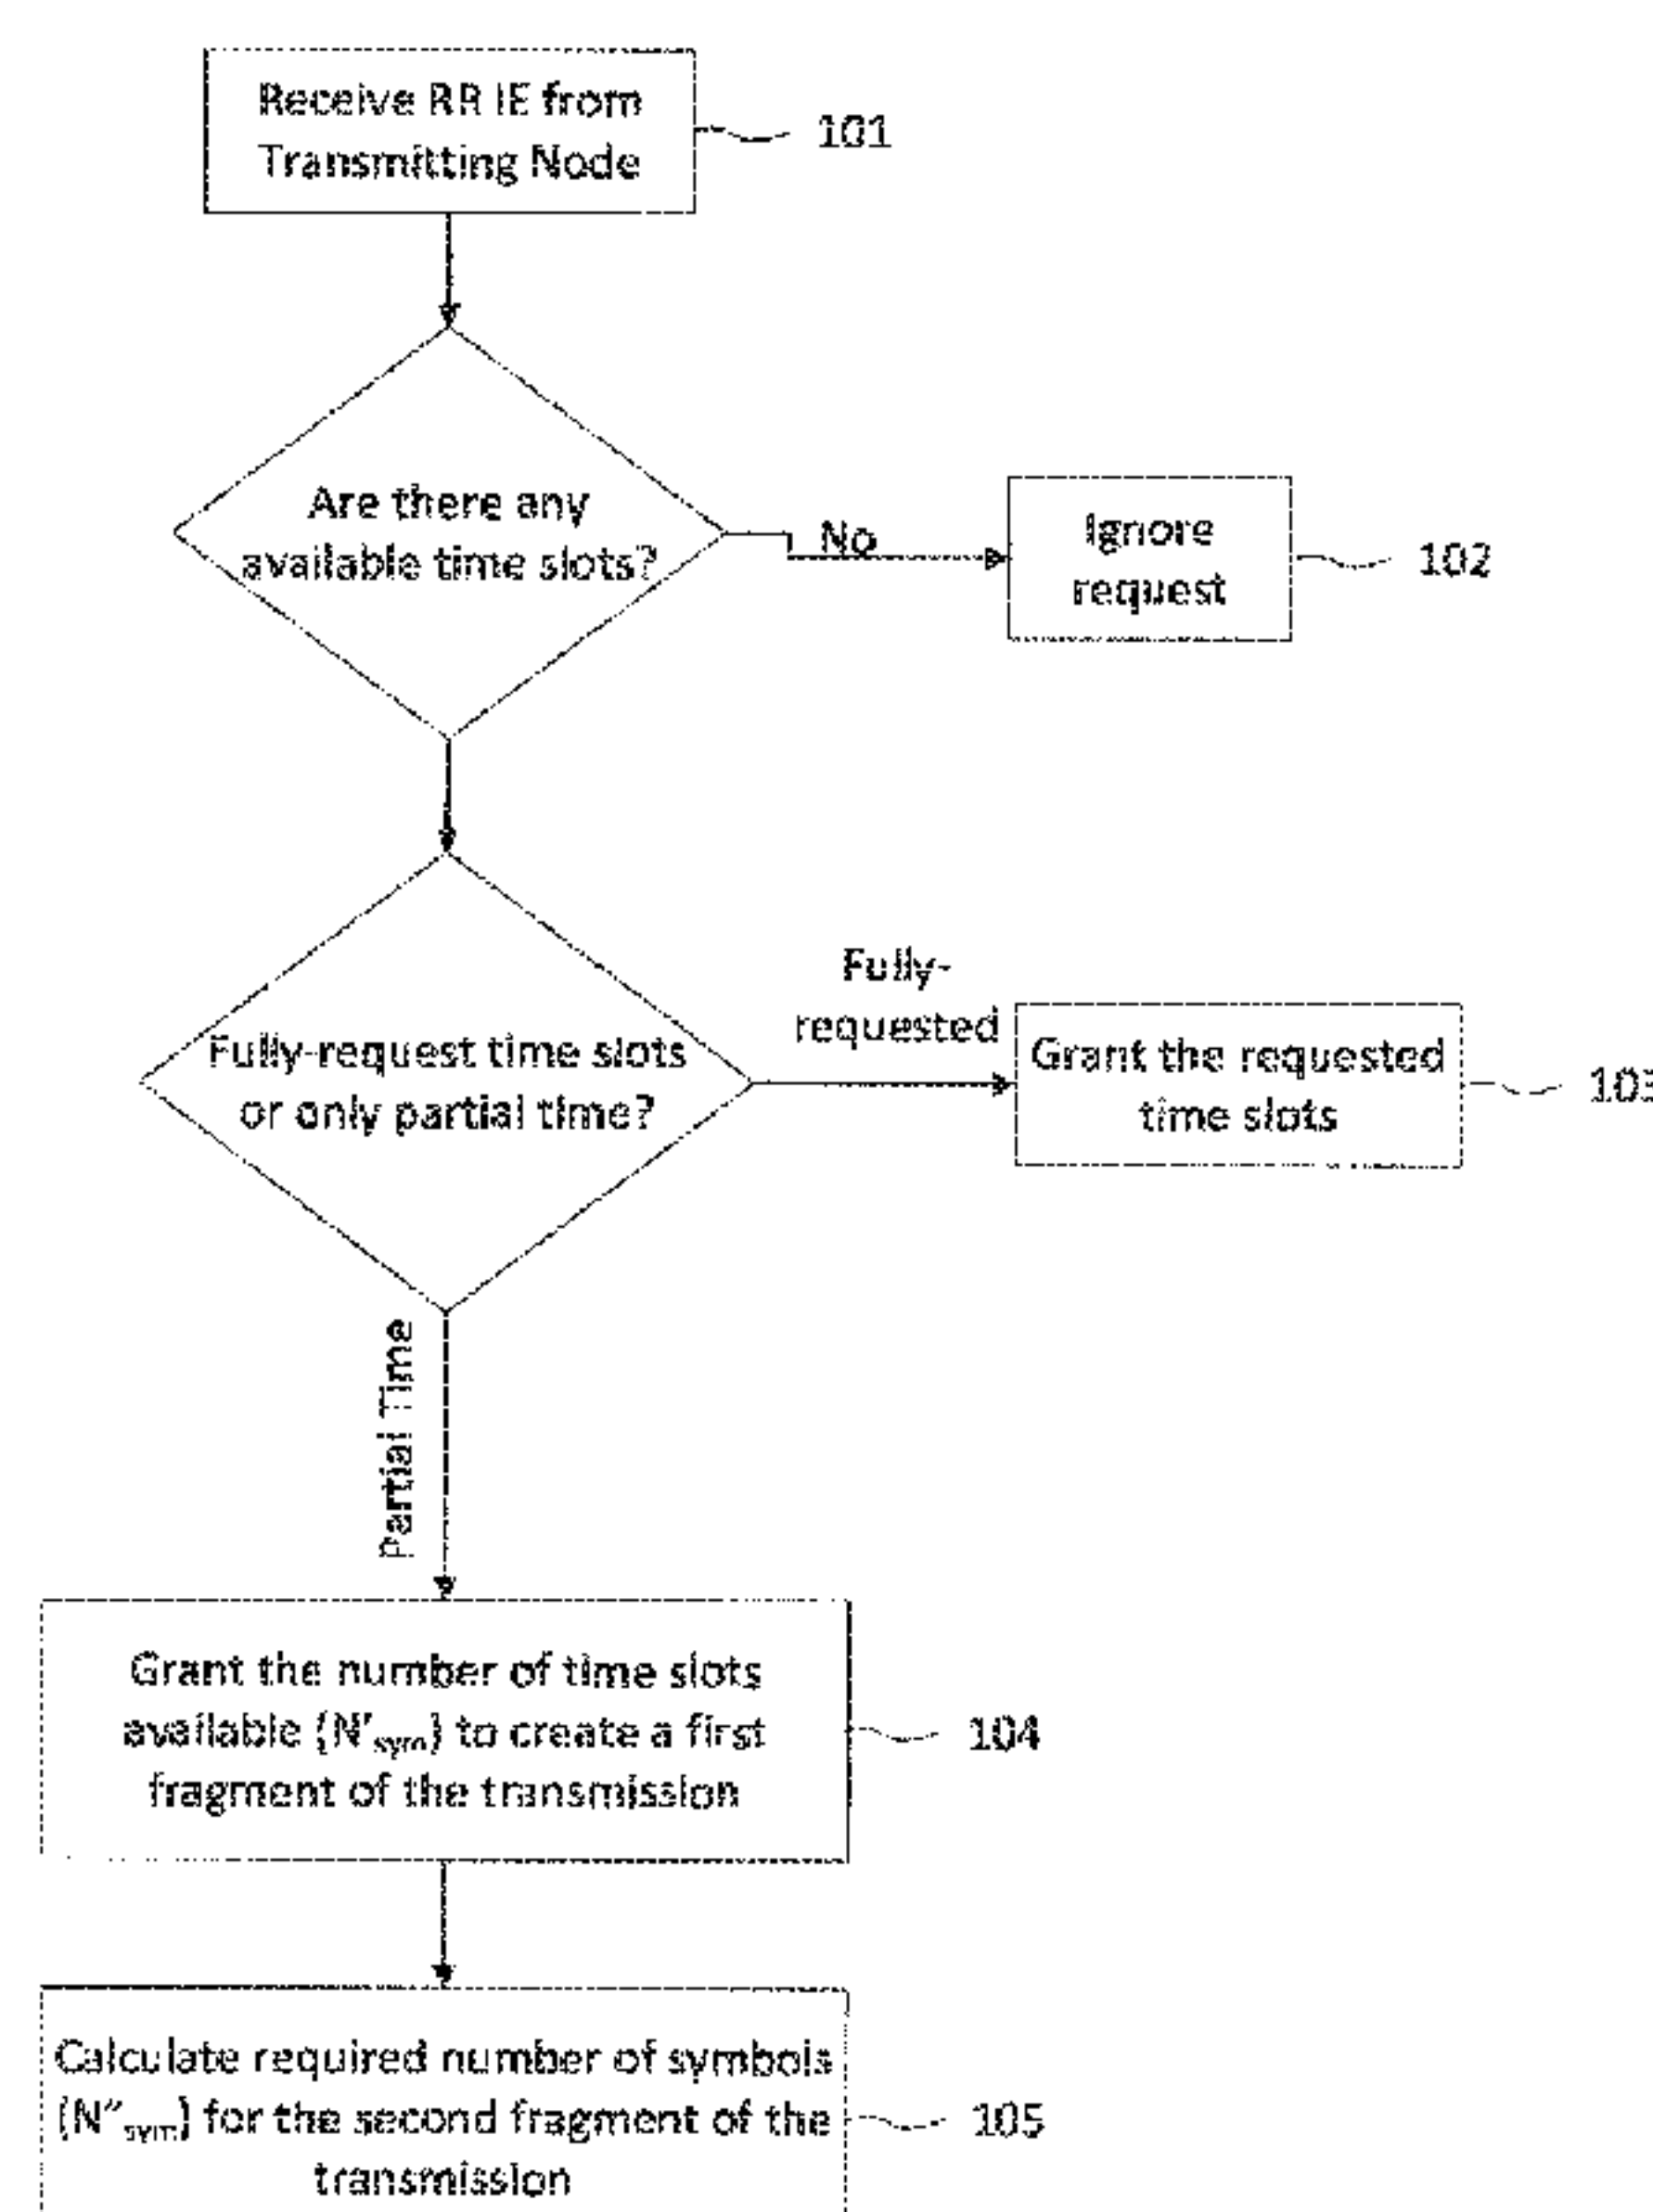 Receive RR IE from
Transmitting Node
101
Are there any
available time slots?
No
Ignore
request
102
Fully-request time slots
or only partial time?
Fully-
requested
Grant the requested
time slots
103
Partial Time
Grant the number of time slots
available (N'sym) to create a first
fragment of the transmission
104
Calculate required number of symbols
(N"sym) for the second fragment of the
transmission
105